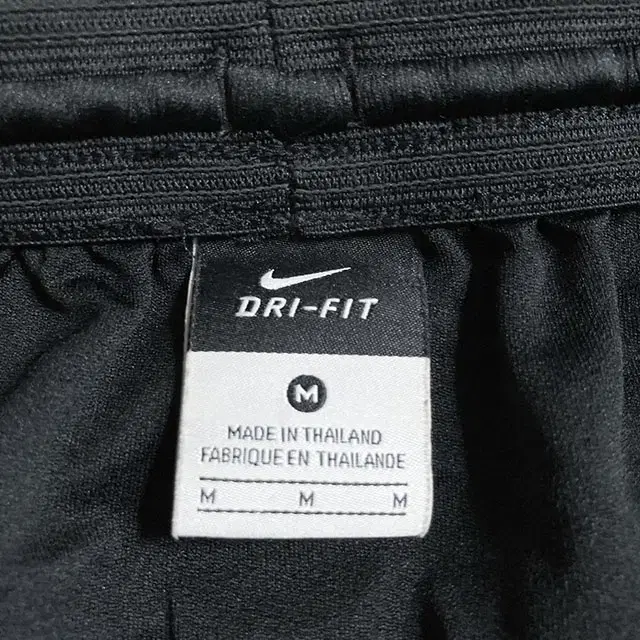 DRI-FIT
M
MADE IN THAILAND
FABRIQUE EN THAILANDE
M M M